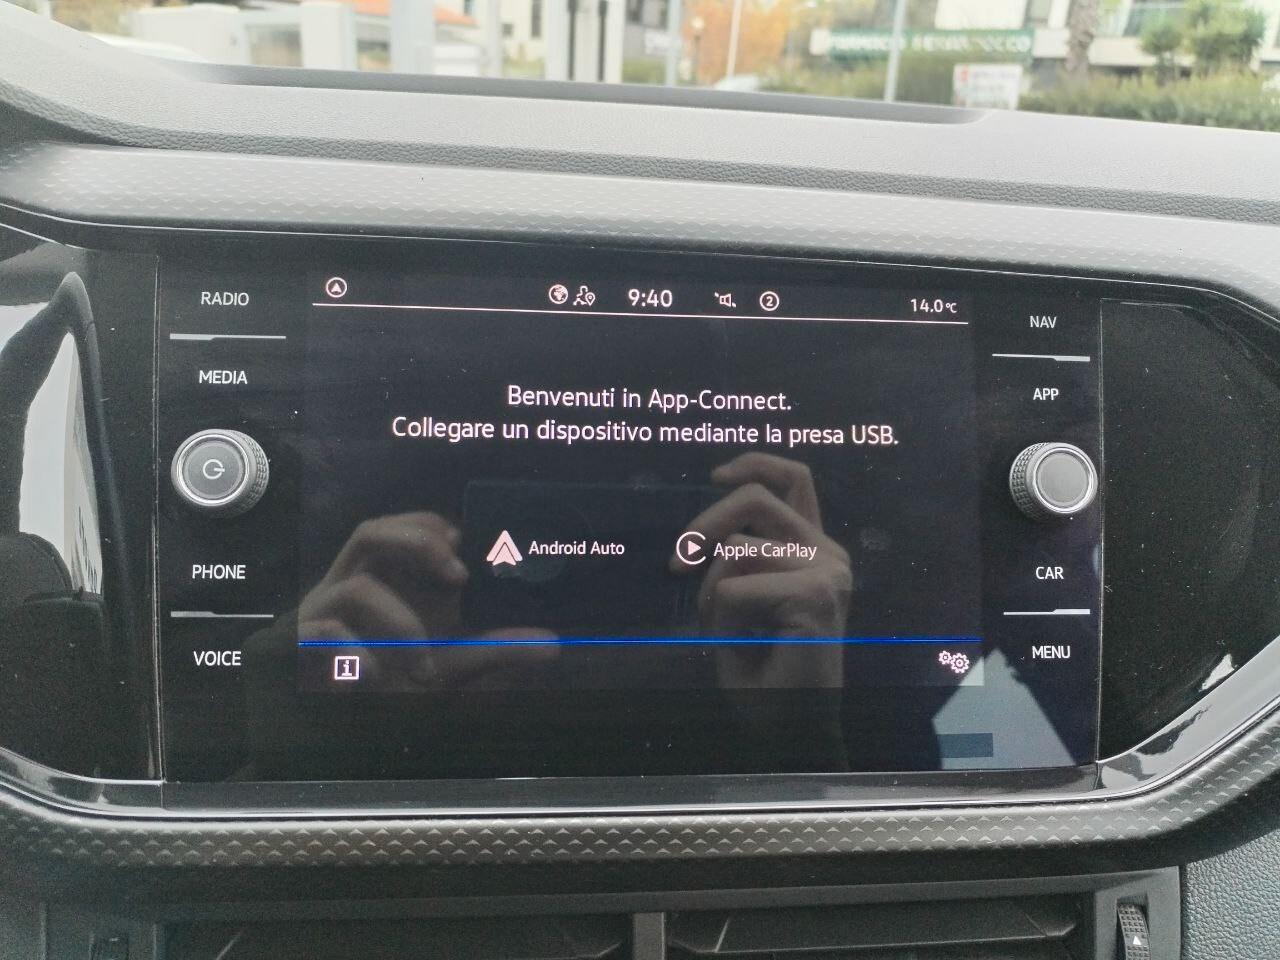 RADIO
MEDIA
PHONE
VOICE
9:40
2
14.0°C
Benvenuti in App-Connect.
Collegare un dispositivo mediante la presa USB.
Android Auto
Apple CarPlay
i
NAV
APP
CAR
MENU